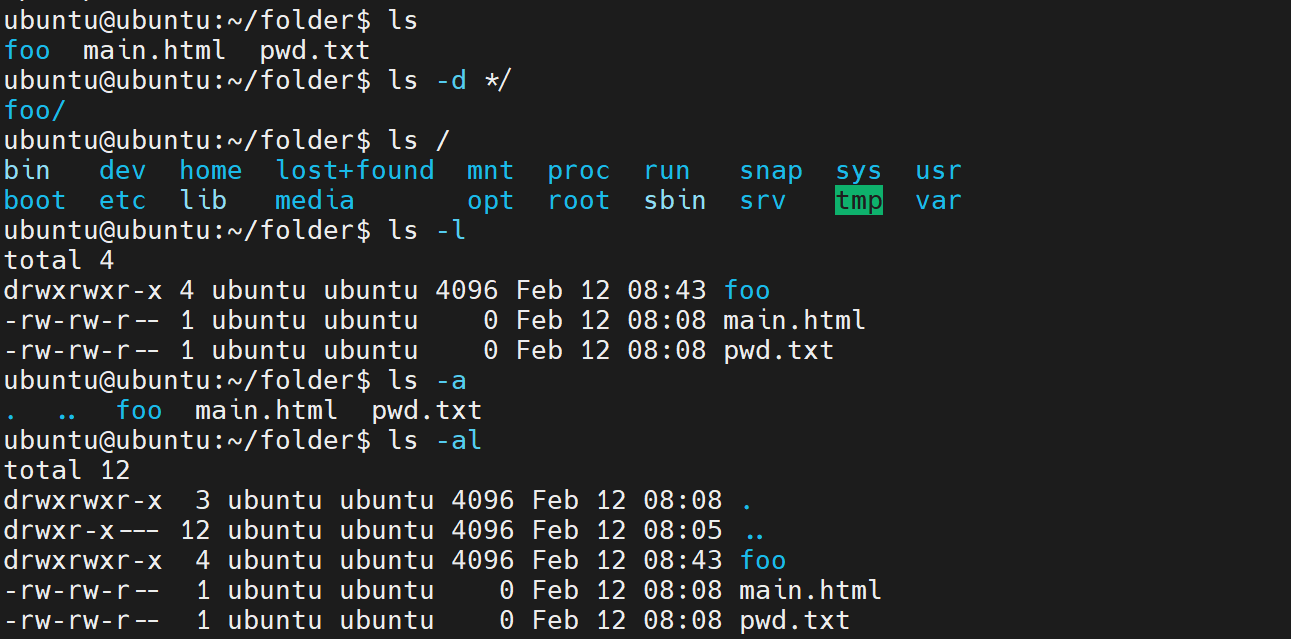 ubuntu@ubuntu:~/folder$ ls
foo  main.html  pwd.txt
ubuntu@ubuntu:~/folder$ ls -d */
foo/
ubuntu@ubuntu:~/folder$ ls /
bin   dev  home  lost+found  mnt  proc  run   snap  sys  usr
boot  etc  lib   media       opt  root  sbin  srv   tmp  var
ubuntu@ubuntu:~/folder$ ls -l
total 4
drwxrwxr-x 4 ubuntu ubuntu 4096 Feb 12 08:43 foo
-rw-rw-r-- 1 ubuntu ubuntu    0 Feb 12 08:08 main.html
-rw-rw-r-- 1 ubuntu ubuntu    0 Feb 12 08:08 pwd.txt
ubuntu@ubuntu:~/folder$ ls -a
.  ..  foo  main.html  pwd.txt
ubuntu@ubuntu:~/folder$ ls -al
total 12
drwxrwxr-x  3 ubuntu ubuntu 4096 Feb 12 08:08 .
drwxr-x--- 12 ubuntu ubuntu 4096 Feb 12 08:05 ..
drwxrwxr-x  4 ubuntu ubuntu 4096 Feb 12 08:43 foo
-rw-rw-r--  1 ubuntu ubuntu    0 Feb 12 08:08 main.html
-rw-rw-r--  1 ubuntu ubuntu    0 Feb 12 08:08 pwd.txt